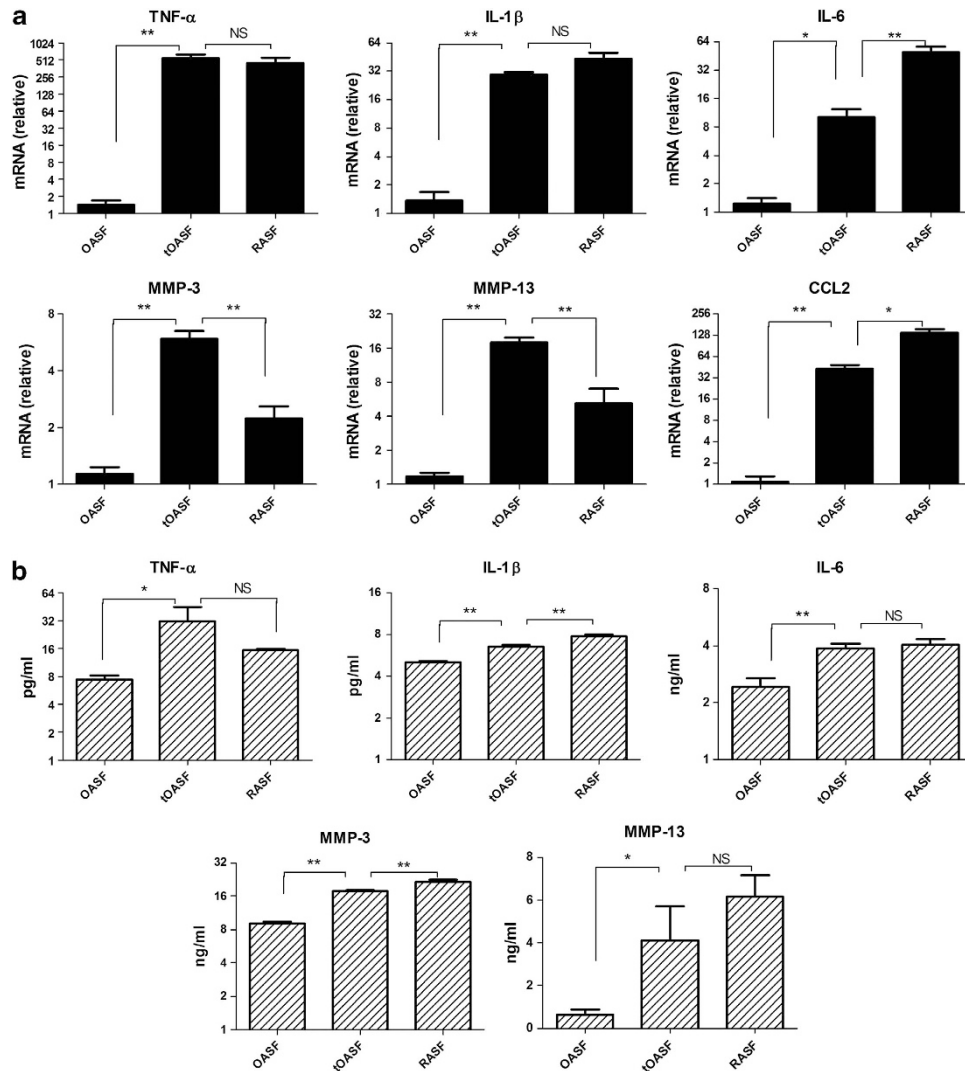 a
TNF-α
mRNA (relative)
1024
512
256
128
64
32
16
8
4
2
1
** NS
OASF tOASF RASF
IL-1β
mRNA (relative)
64
32
16
8
4
2
1
** NS
OASF tOASF RASF
IL-6
mRNA (relative)
64
32
16
8
4
2
1
* **
OASF tOASF RASF
MMP-3
mRNA (relative)
8
4
2
1
** **
OASF tOASF RASF
MMP-13
mRNA (relative)
32
16
8
4
2
1
** **
OASF tOASF RASF
CCL2
mRNA (relative)
256
128
64
32
16
8
4
2
1
** *
OASF tOASF RASF
b
TNF-α
pg/ml
64
32
16
8
4
2
1
* NS
OASF tOASF RASF
IL-1β
pg/ml
16
8
4
2
1
** **
OASF tOASF RASF
IL-6
ng/ml
8
4
2
1
** NS
OASF tOASF RASF
MMP-3
ng/ml
32
16
8
4
2
1
** **
OASF tOASF RASF
MMP-13
ng/ml
8
6
4
2
0
* NS
OASF tOASF RASF